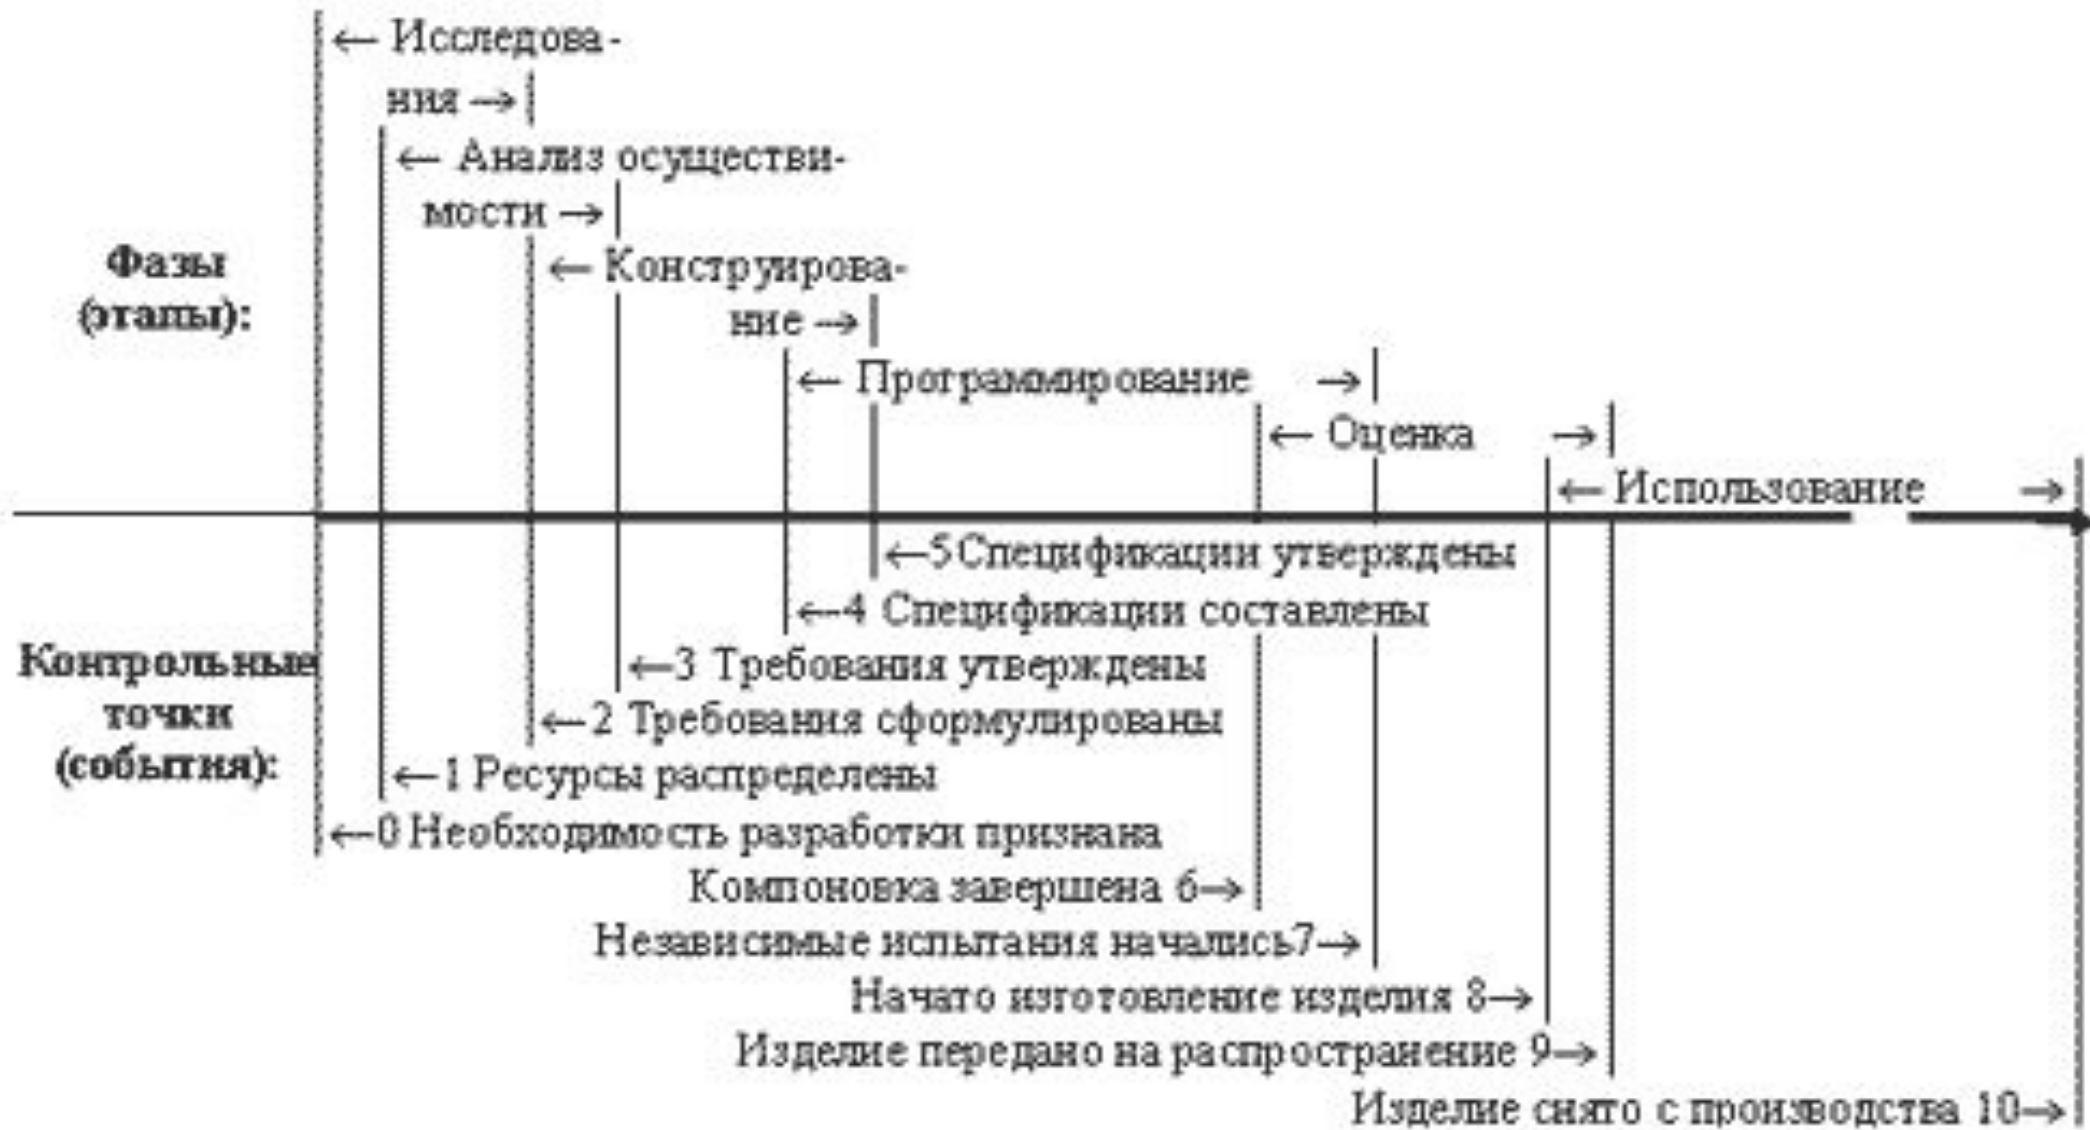 ← Исследова-
ния →
← Анализ осуществи-
мости →
Фазы
(этапы):
← Конструирова-
ние →
← Программирование →
← Оценка →
← Использование →
←5 Спецификации утверждены
←4 Спецификации составлены
Контрольные
точки
(события):
←3 Требования утверждены
←2 Требования сформулированы
←1 Ресурсы распределены
←0 Необходимость разработки признана
Компоновка завершена 6→
Независимые испытания начались7→
Начато изготовление изделия 8→
Изделие передано на распространение 9→
Изделие снято с производства 10→